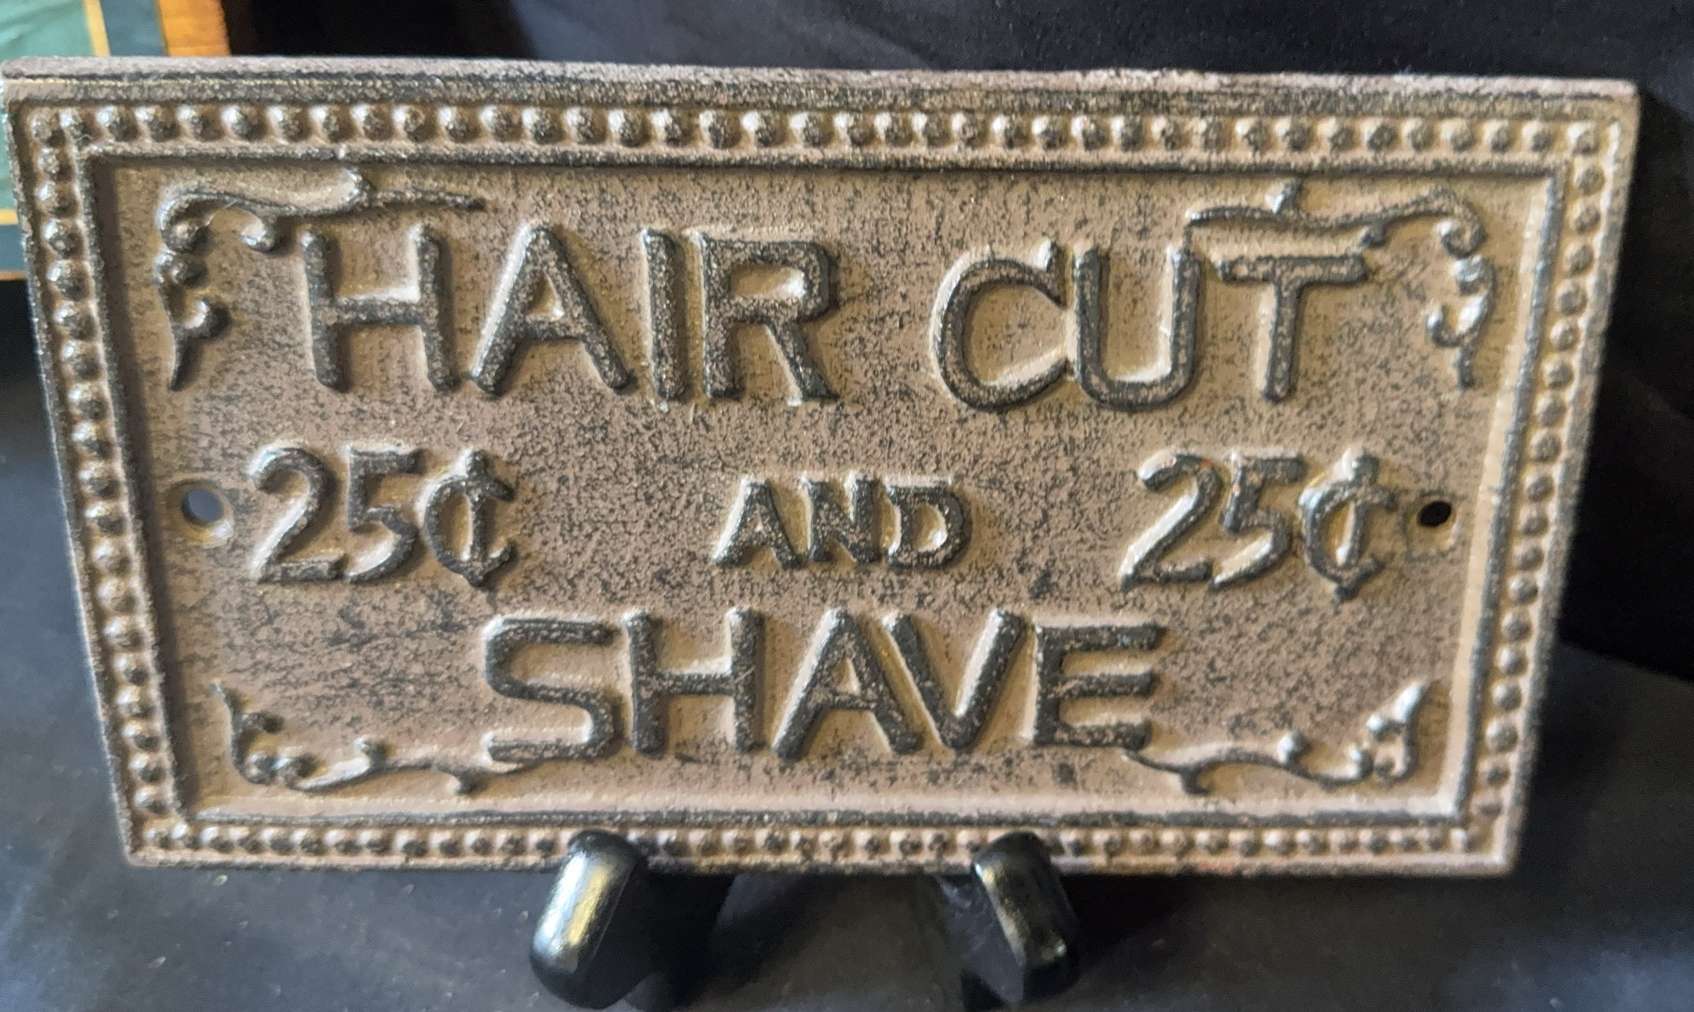 HAIR CUT
25¢ AND 25¢
SHAVE